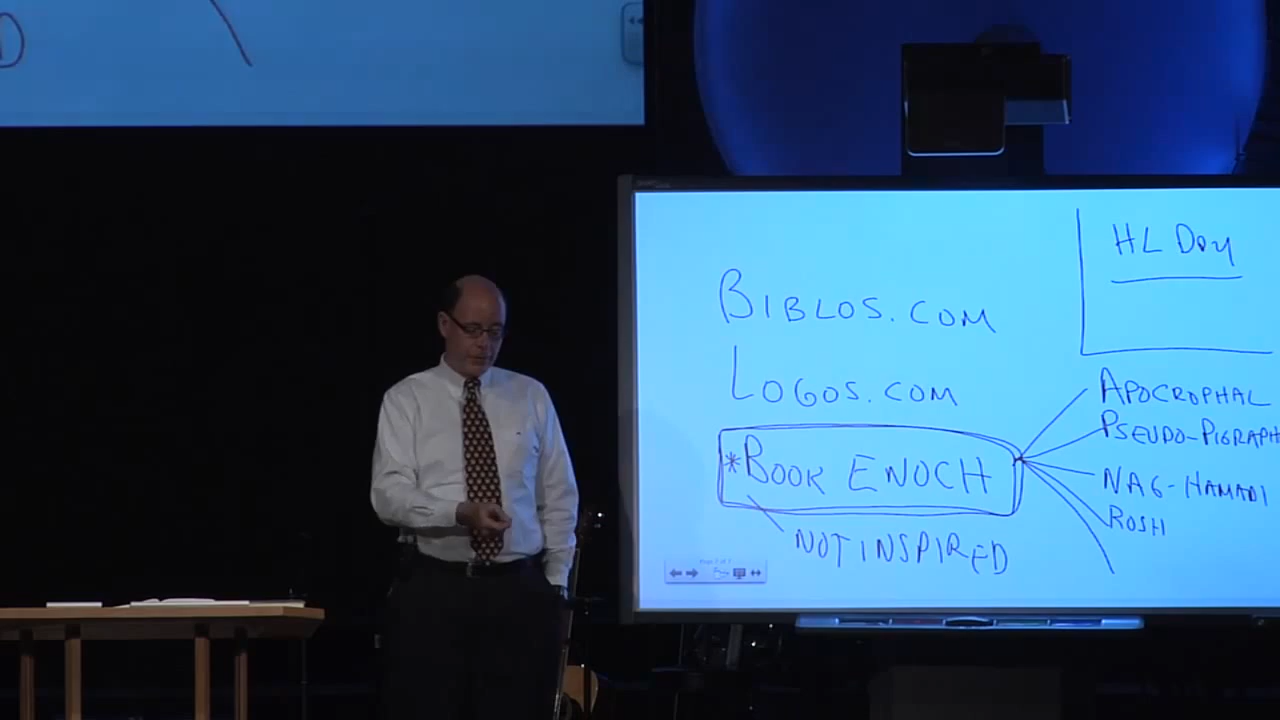 HL Day
BIBLOS.COM
LOGOS.COM
APOCROPHAL
PSEUDO-PIGRAPH
*BOOK ENOCH
NAG-HAMADI
ROSH
NOT INSPIRED